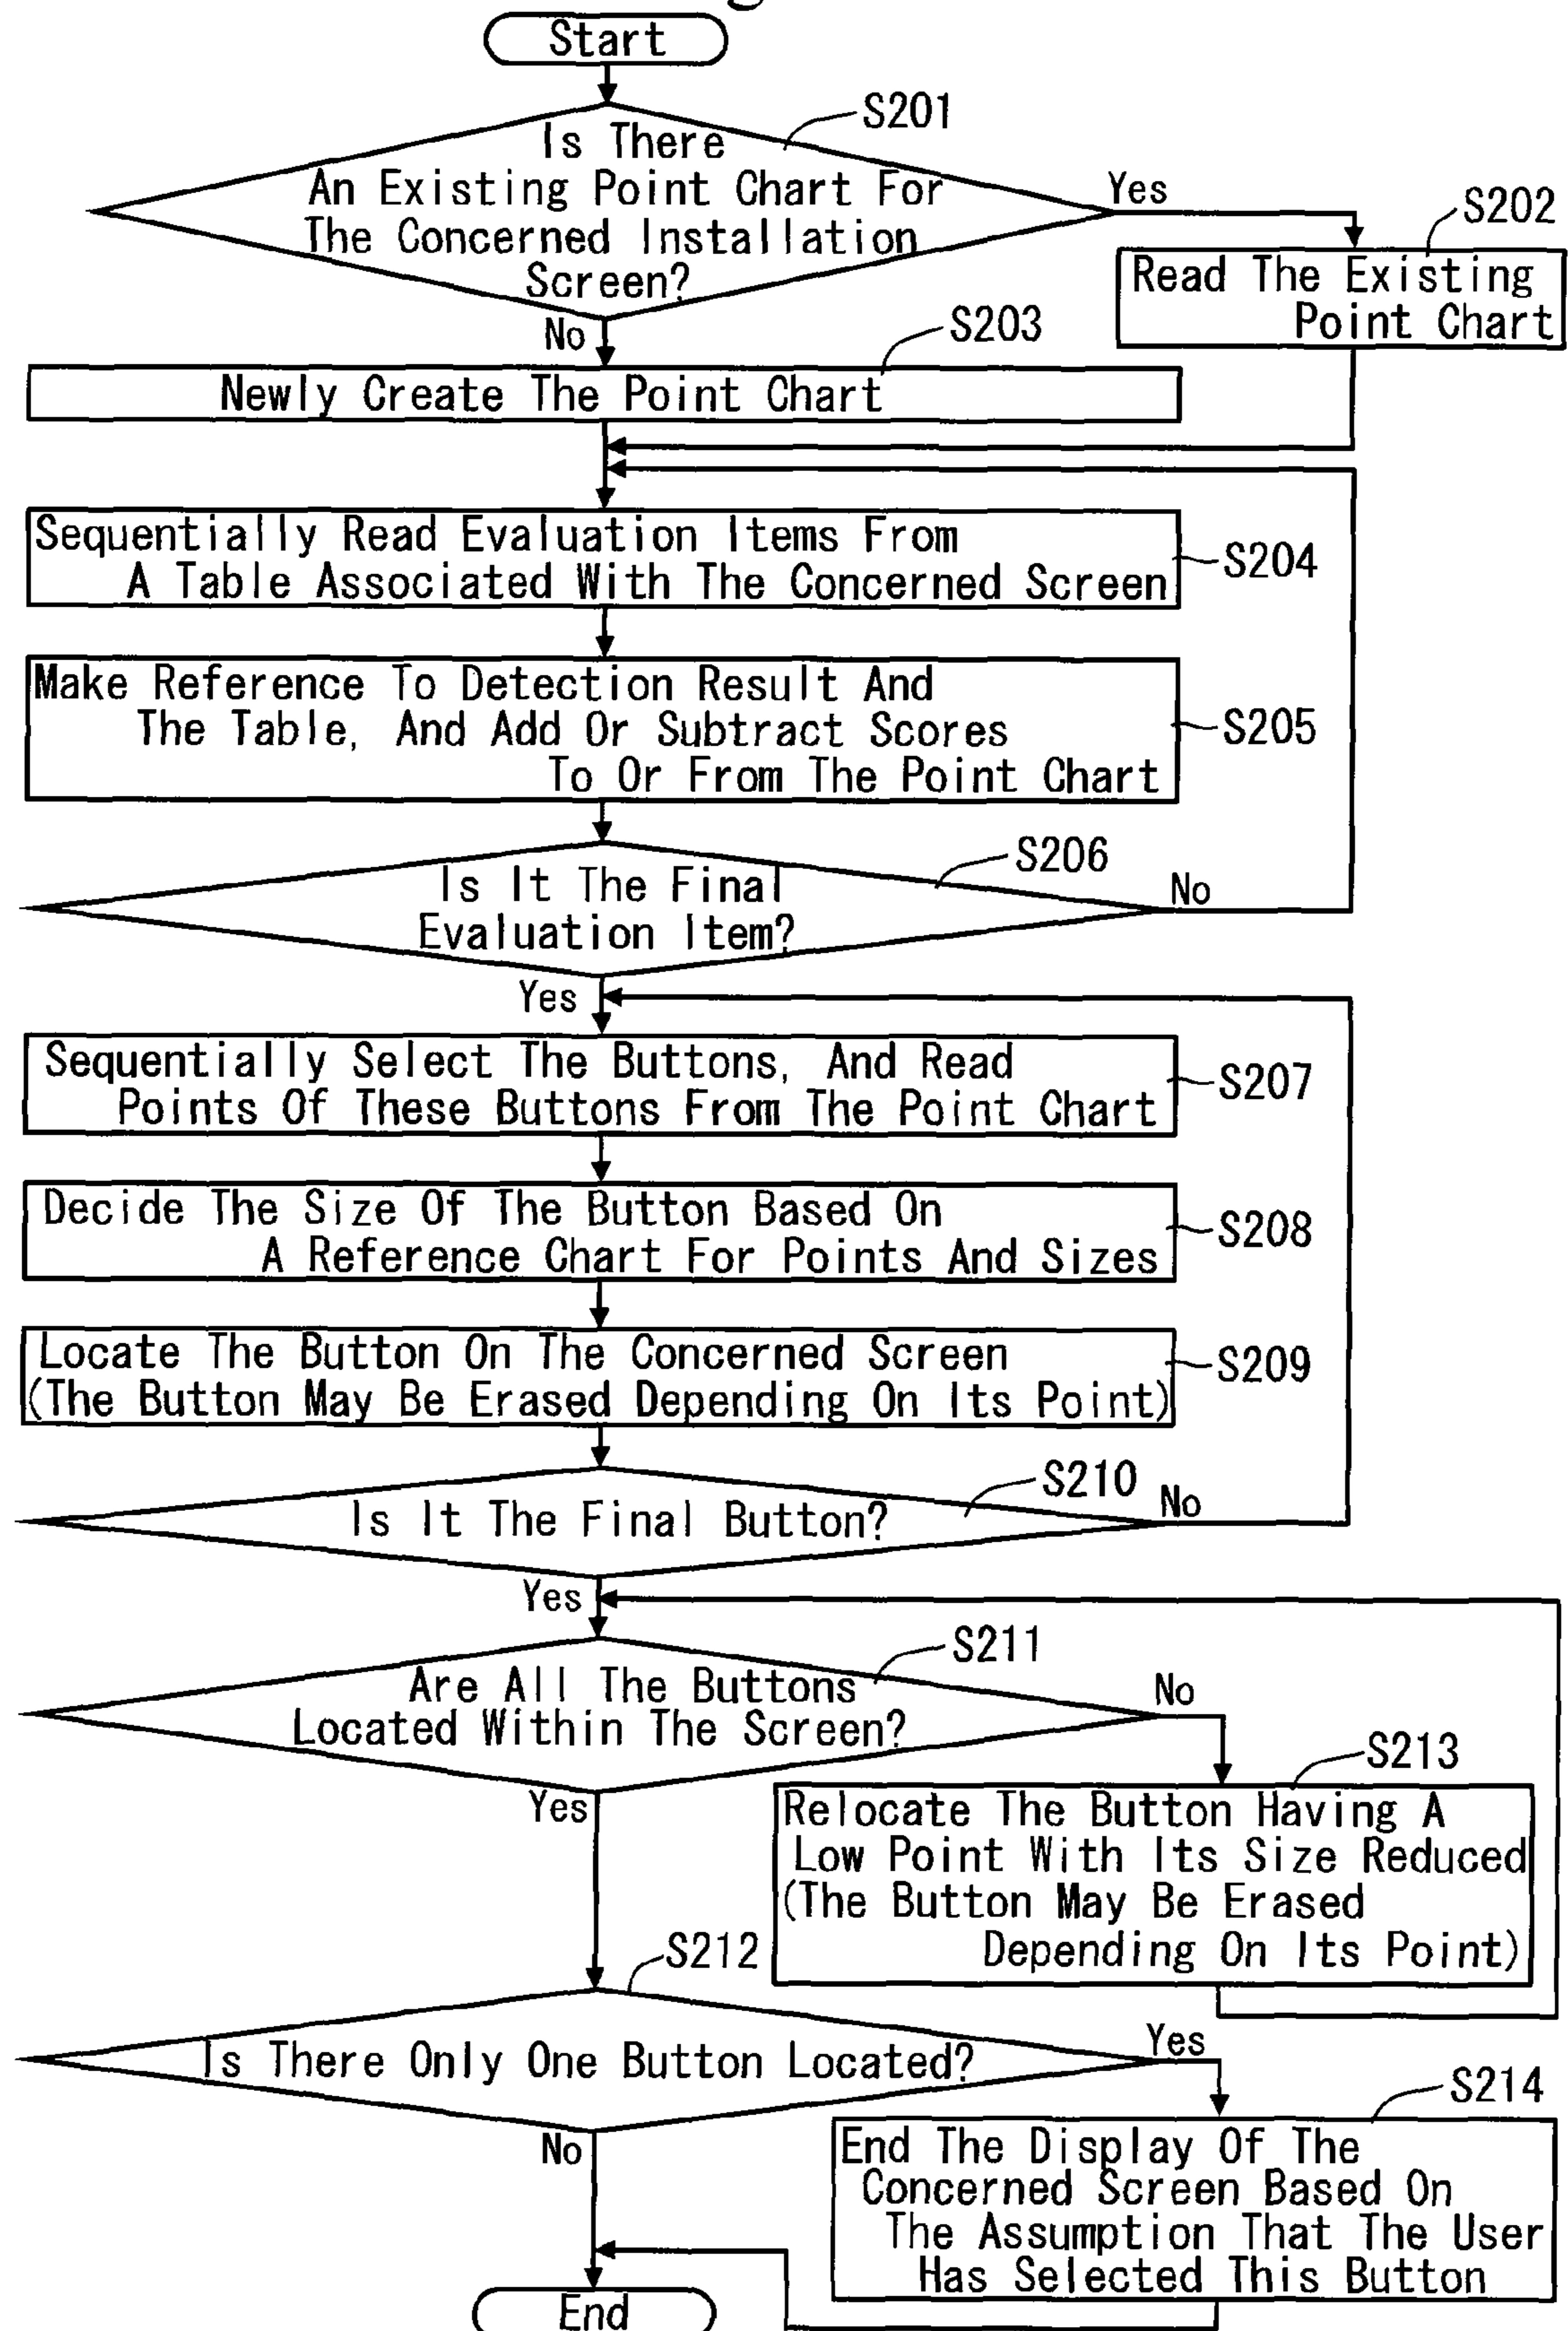 Start
S201
Is There
An Existing Point Chart For
The Concerned Installation
Screen?
Yes
S202
Read The Existing
Point Chart
No
S203
Newly Create The Point Chart
Sequentially Read Evaluation Items From
A Table Associated With The Concerned Screen
S204
Make Reference To Detection Result And
The Table, And Add Or Subtract Scores
To Or From The Point Chart
S205
S206
Is It The Final
Evaluation Item?
No
Yes
Sequentially Select The Buttons, And Read
Points Of These Buttons From The Point Chart
S207
Decide The Size Of The Button Based On
A Reference Chart For Points And Sizes
S208
Locate The Button On The Concerned Screen
(The Button May Be Erased Depending On Its Point)
S209
S210
Is It The Final Button?
No
Yes
S211
Are All The Buttons
Located Within The Screen?
No
S213
Relocate The Button Having A
Low Point With Its Size Reduced
(The Button May Be Erased
Depending On Its Point)
Yes
S212
Is There Only One Button Located?
Yes
S214
End The Display Of The
Concerned Screen Based On
The Assumption That The User
Has Selected This Button
No
End